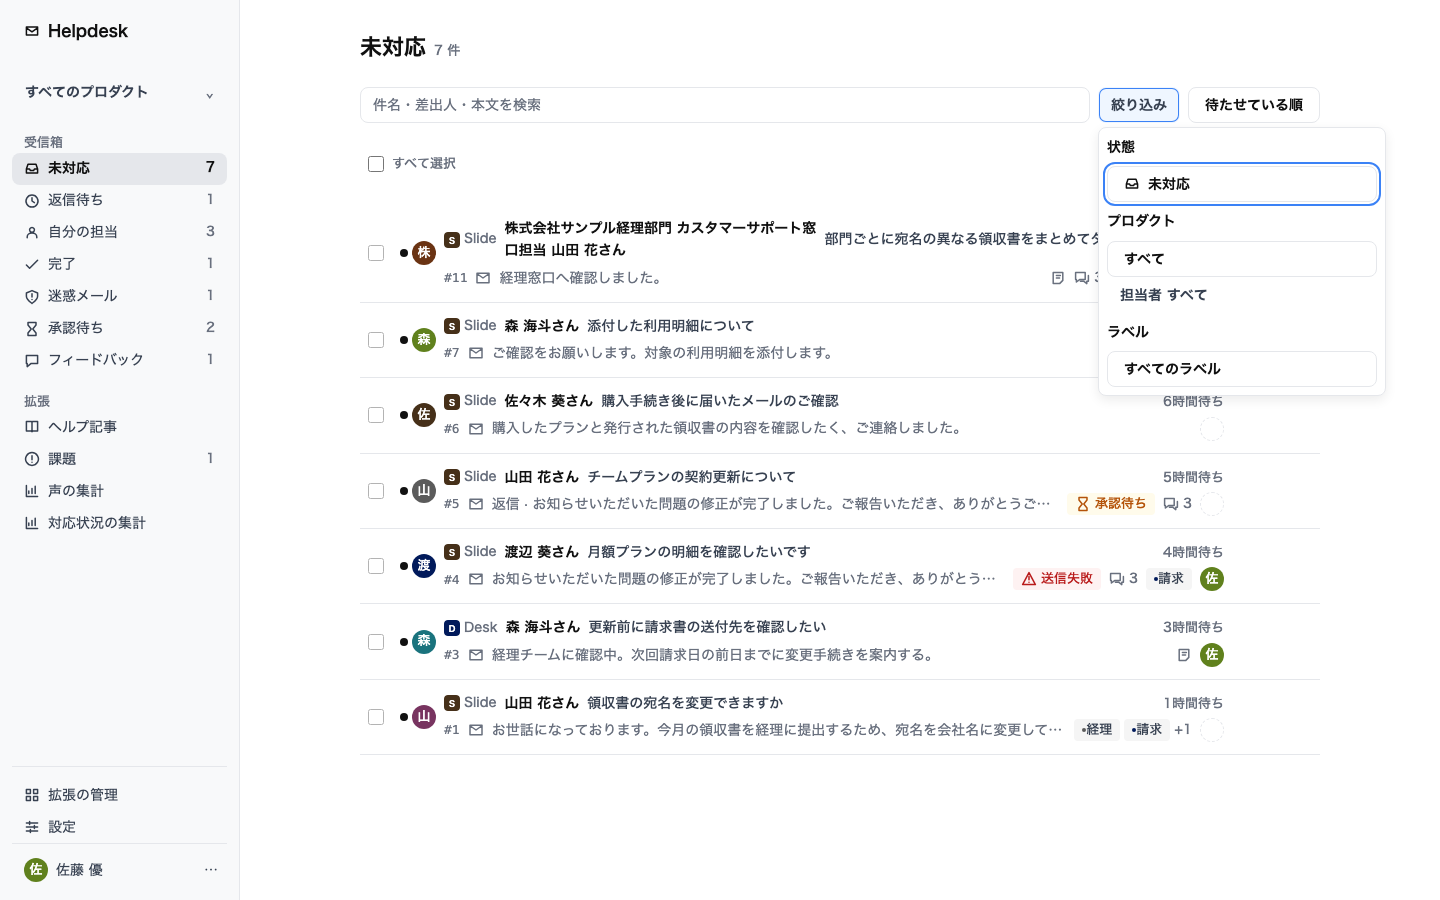 Helpdesk
すべてのプロダクト
受信箱
未対応 7
返信待ち 1
自分の担当 3
完了 1
迷惑メール 1
承認待ち 2
フィードバック 1
拡張
ヘルプ記事
課題 1
声の集計
対応状況の集計
拡張の管理
設定
佐 佐藤 優 …
未対応 7 件
件名・差出人・本文を検索 絞り込み 待たせている順
すべて選択
状態
未対応
プロダクト
すべて
担当者 すべて
ラベル
すべてのラベル
株 S Slide 株式会社サンプル経理部門 カスタマーサポート窓
口担当 山田 花さん 部門ごとに宛名の異なる領収書をまとめて
#11 経理窓口へ確認しました。
森 S Slide 森 海斗さん 添付した利用明細について
#7 ご確認をお願いします。対象の利用明細を添付します。
佐 S Slide 佐々木 葵さん 購入手続き後に届いたメールのご確認 6時間待ち
#6 購入したプランと発行された領収書の内容を確認したく、ご連絡しました。
山 S Slide 山田 花さん チームプランの契約更新について 5時間待ち
#5 返信 · お知らせいただいた問題の修正が完了しました。ご報告いただき、ありがとうご… 承認待ち 3
渡 S Slide 渡辺 葵さん 月額プランの明細を確認したいです 4時間待ち
#4 お知らせいただいた問題の修正が完了しました。ご報告いただき、ありがとう… 送信失敗 3 •請求 佐
森 D Desk 森 海斗さん 更新前に請求書の送付先を確認したい 3時間待ち
#3 経理チームに確認中。次回請求日の前日までに変更手続きを案内する。 佐
山 S Slide 山田 花さん 領収書の宛名を変更できますか 1時間待ち
#1 お世話になっております。今月の領収書を経理に提出するため、宛名を会社名に変更して… •経理 •請求 +1